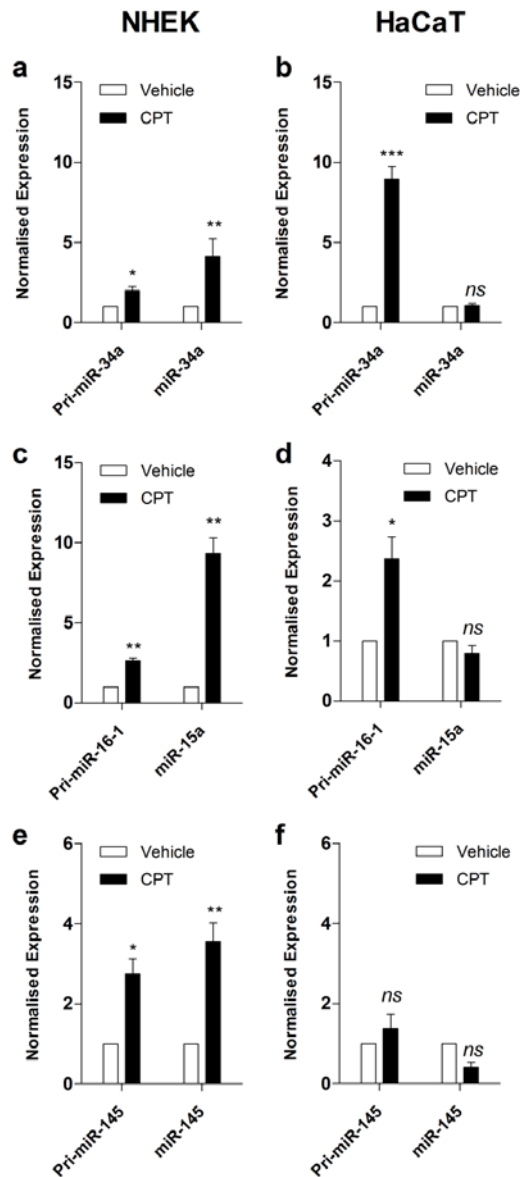 NHEK
HaCaT
a
Vehicle
CPT
Normalised Expression
15
10
5
0
*
**
Pri-miR-34a
miR-34a
b
Vehicle
CPT
Normalised Expression
15
10
5
0
***
ns
Pri-miR-34a
miR-34a
c
Vehicle
CPT
Normalised Expression
15
10
5
0
**
**
Pri-miR-16-1
miR-15a
d
Vehicle
CPT
Normalised Expression
4
3
2
1
0
*
ns
Pri-miR-16-1
miR-15a
e
Vehicle
CPT
Normalised Expression
6
4
2
0
*
**
Pri-miR-145
miR-145
f
Vehicle
CPT
Normalised Expression
6
4
2
0
ns
ns
Pri-miR-145
miR-145